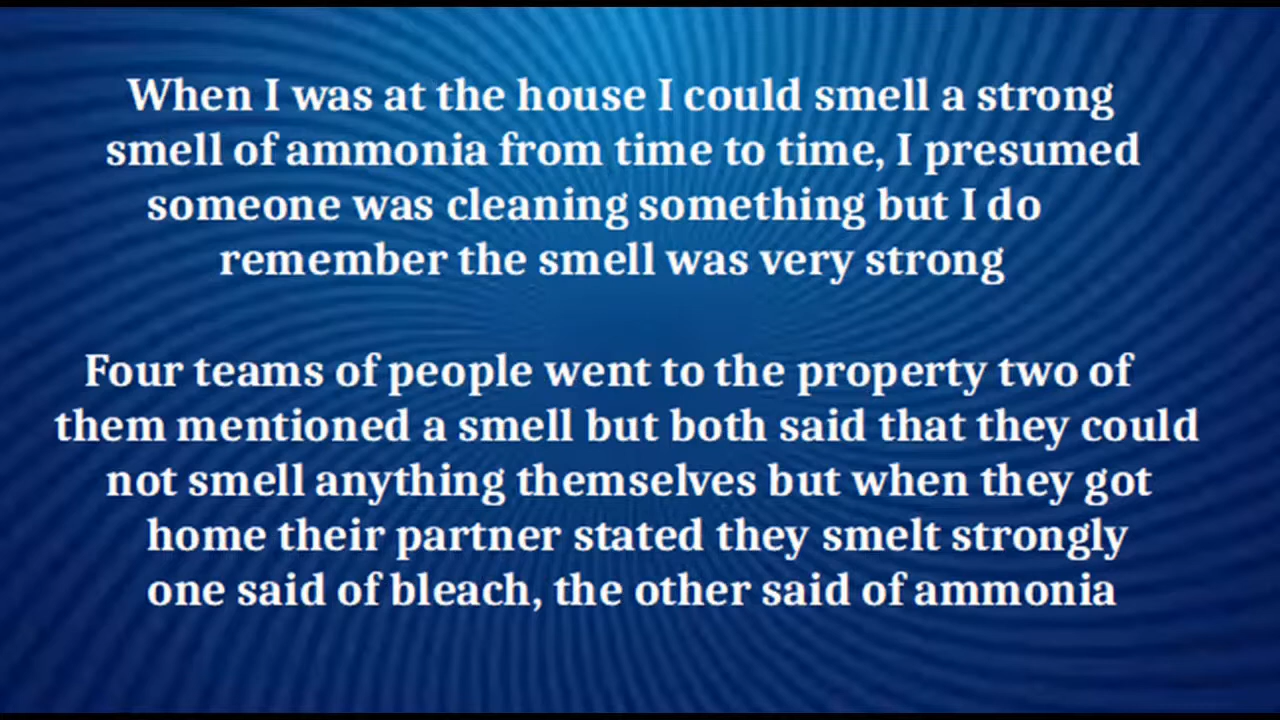 When I was at the house I could smell a strong
smell of ammonia from time to time, I presumed
someone was cleaning something but I do
remember the smell was very strong
Four teams of people went to the property two of
them mentioned a smell but both said that they could
not smell anything themselves but when they got
home their partner stated they smelt strongly
one said of bleach, the other said of ammonia